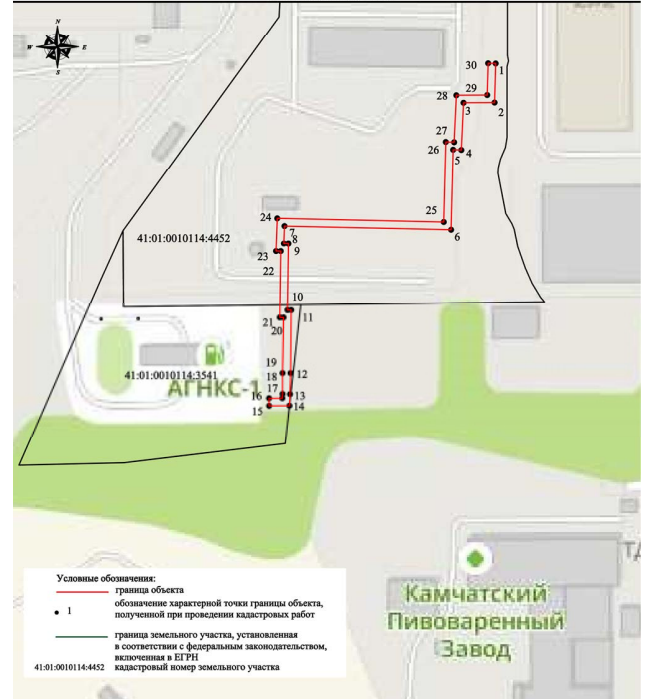 N
W E
S
30
1
29
28
3
2
27
26
5 4
24
7
25
6
8
41:01:0010114:4452
23
9
22
10
21
11
20
19
41:01:0010114:3541
18
12
АГНКС-1
17
16
13
15
14
Условные обозначения:
граница объекта
1
обозначение характерной точки границы объекта,
полученной при проведении кадастровых работ
граница земельного участка, установленная
в соответствии с федеральным законодательством,
включенная в ЕГРН
41:01:0010114:4452 кадастровый номер земельного участка
Камчатский
Пивоваренный
Завод